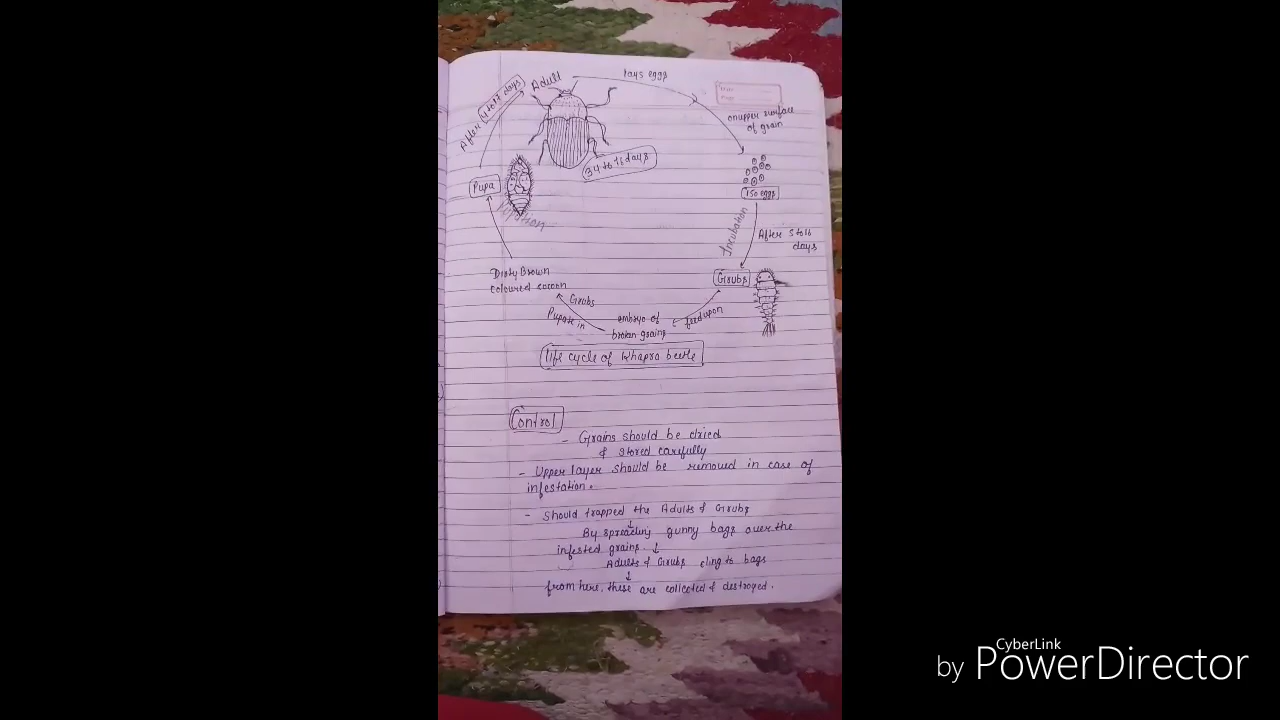 Adult
lays eggs
After 4 to 17 days
on upper surface
of grain
34 to 71 days
Pupa
Pupation
150 eggs
Incubation
After 5 to 16
days
Dirty Brown
coloured cocoon
Grubs
Grubs
Pupate in
embryo of
broken grains
feed upon
life cycle of Khapra beetle
Control
- Grains should be dried
& stored carefully
- Upper layer should be removed in case of
infestation.
- Should trapped the Adults & Grubs
↓
By spreading gunny bags over the
infested grains. ↓
Adults & Grubs cling to bags
↓
from here, these are collected & destroyed.
CyberLink
by PowerDirector